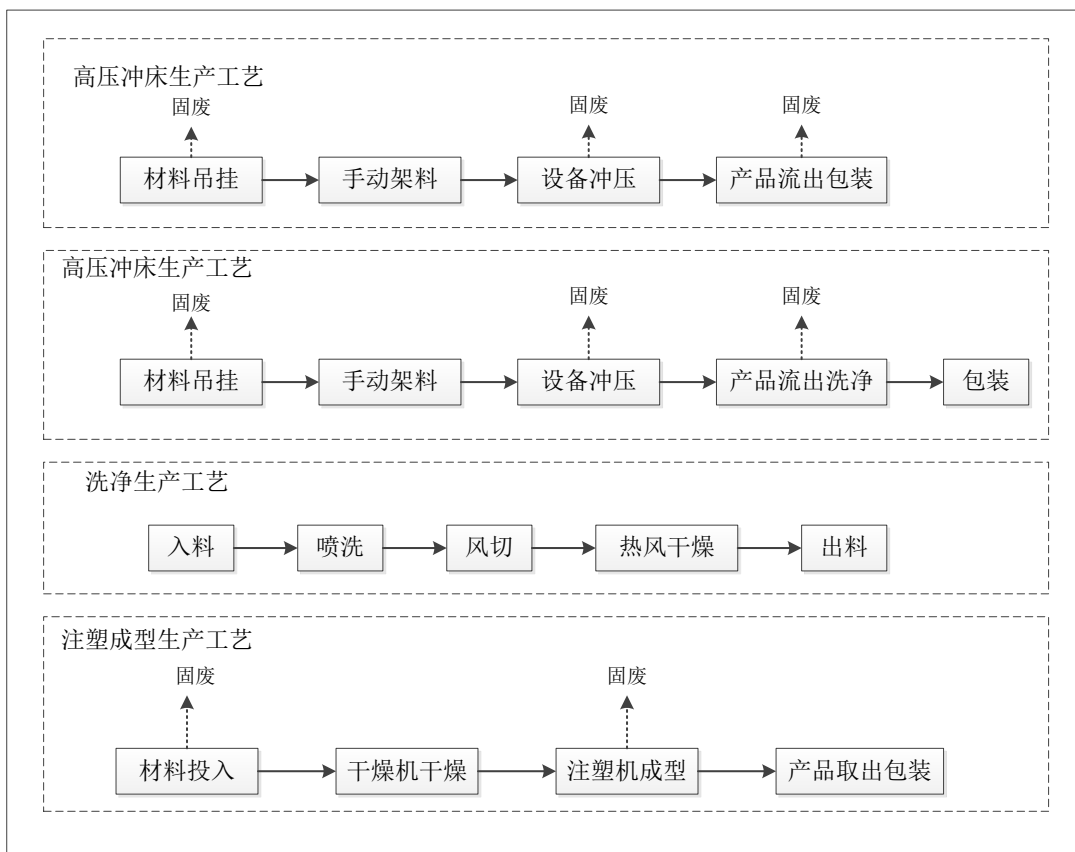 高压冲床生产工艺
固废 固废 固废
材料吊挂 手动架料 设备冲压 产品流出包装
高压冲床生产工艺
固废 固废 固废
材料吊挂 手动架料 设备冲压 产品流出洗净 包装
洗净生产工艺
入料 喷洗 风切 热风干燥 出料
注塑成型生产工艺
固废 固废
材料投入 干燥机干燥 注塑机成型 产品取出包装